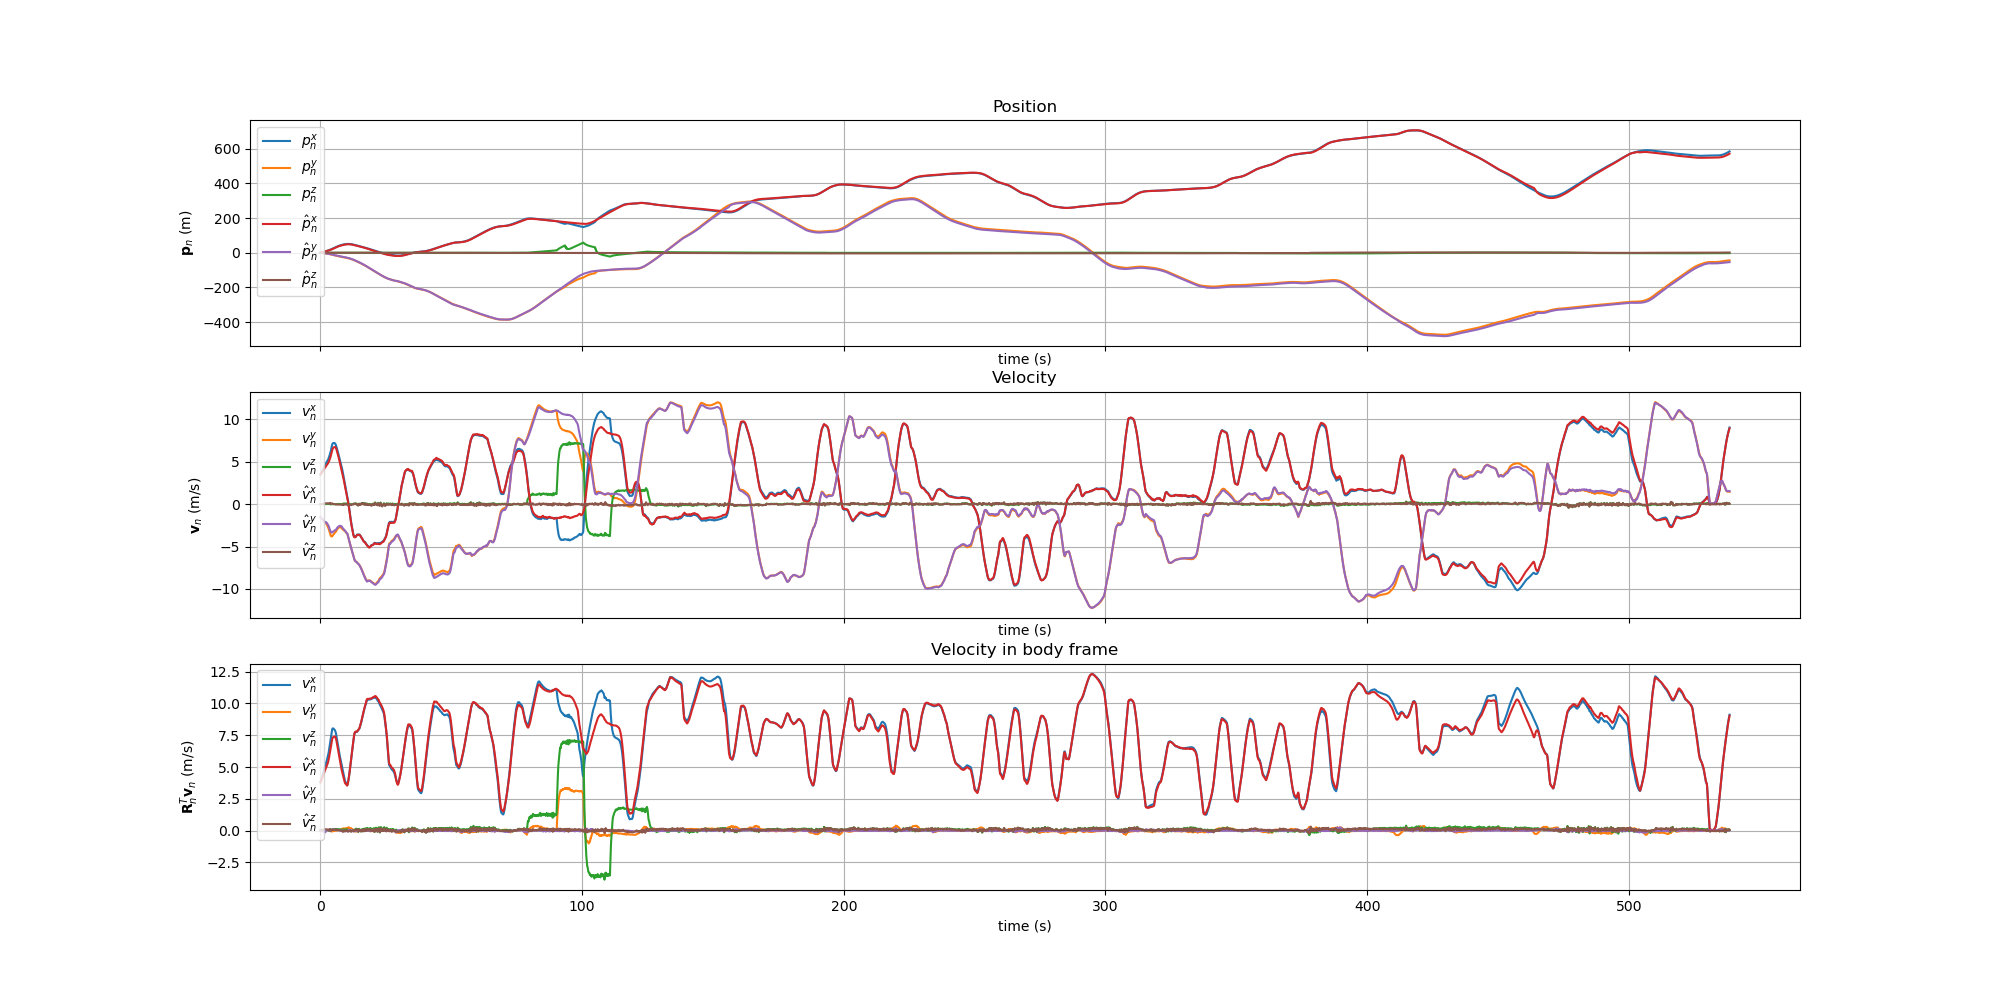 Position
p_n^x
p_n^y
p_n^z
p̂_n^x
p̂_n^y
p̂_n^z
p_n (m)
600
400
200
0
−200
−400
time (s)
Velocity
v_n^x
v_n^y
v_n^z
v̂_n^x
v̂_n^y
v̂_n^z
v_n (m/s)
10
5
0
−5
−10
time (s)
Velocity in body frame
v_n^x
v_n^y
v_n^z
v̂_n^x
v̂_n^y
v̂_n^z
R_n^T v_n (m/s)
12.5
10.0
7.5
5.0
2.5
0.0
−2.5
0 100 200 300 400 500
time (s)